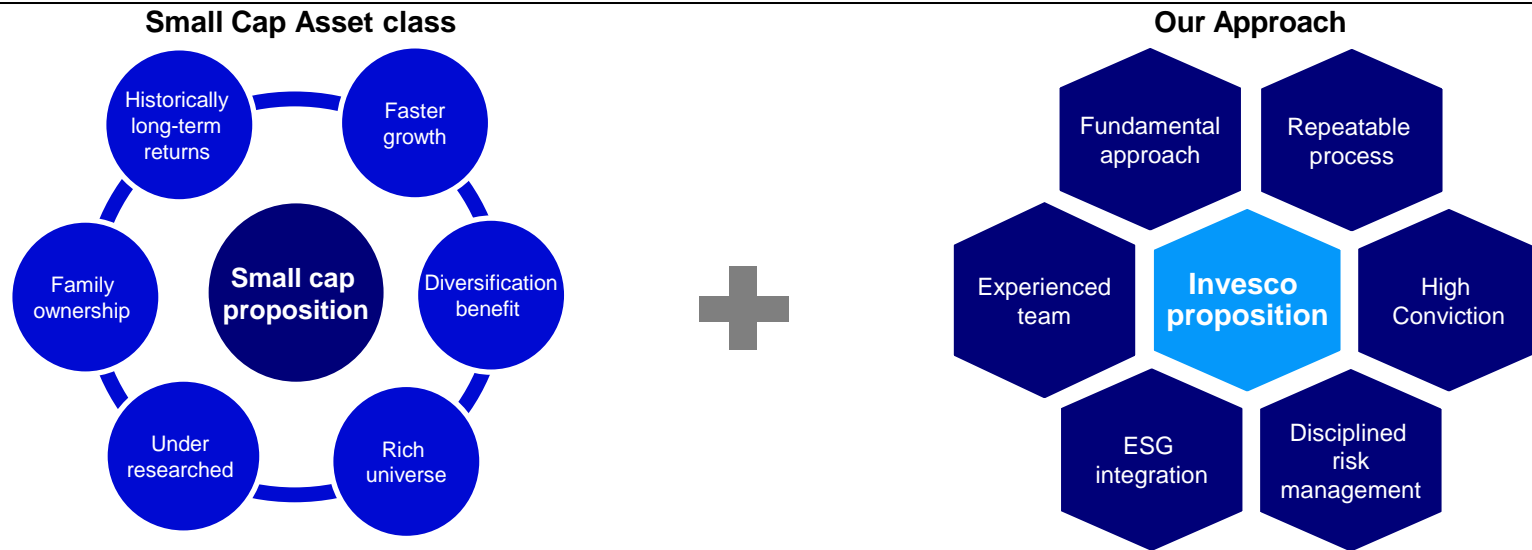 Small Cap Asset class
Historically
long-term
returns
Faster
growth
Family
ownership
Small cap
proposition
Diversification
benefit
Under
researched
Rich
universe
Our Approach
Fundamental
approach
Repeatable
process
Experienced
team
Invesco
proposition
High
Conviction
ESG
integration
Disciplined
risk
management